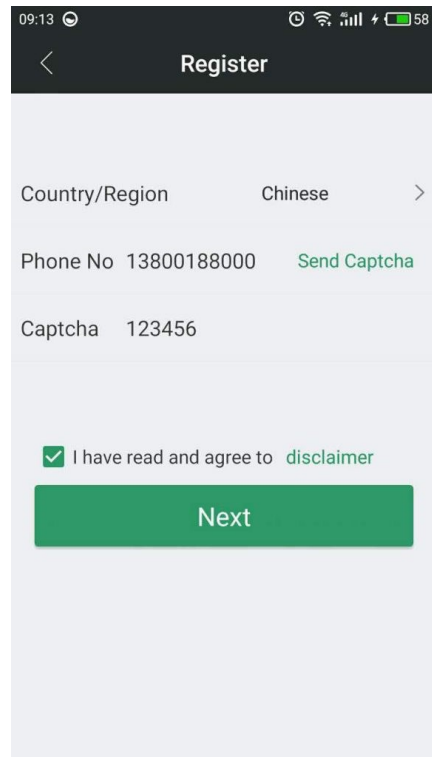 09:13 58
Register
Country/Region Chinese
Phone No 13800188000 Send Captcha
Captcha 123456
I have read and agree to disclaimer
Next